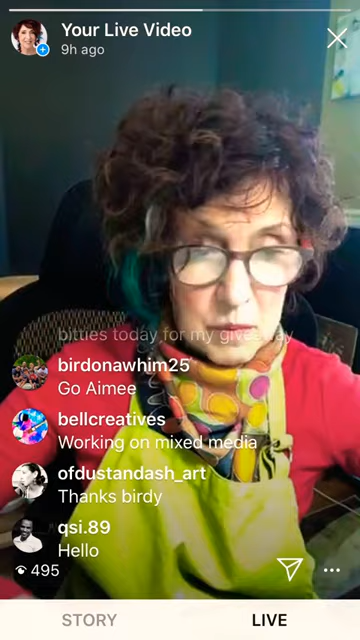 Your Live Video
9h ago
bitties today for my giveaway
birdonawhim25
Go Aimee
bellcreatives
Working on mixed media
ofdustandash_art
Thanks birdy
qsi.89
Hello
495
STORY LIVE